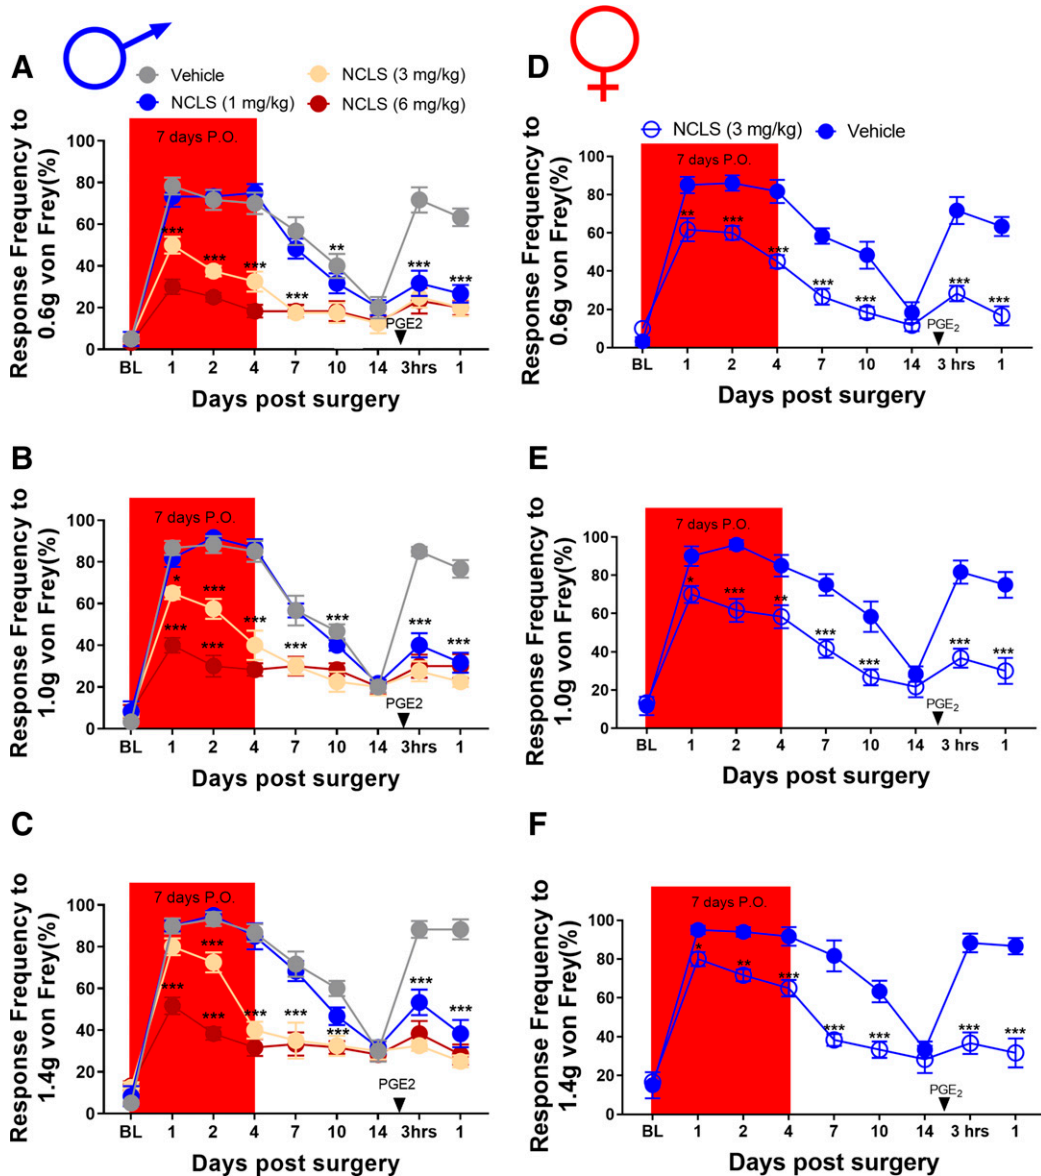 A
Vehicle
NCLS (3 mg/kg)
NCLS (1 mg/kg)
NCLS (6 mg/kg)
Response Frequency to
0.6g von Frey(%)
100
80
60
40
20
0
7 days P.O.
***
***
***
***
**
***
***
PGE2
BL 1 2 4 7 10 14 3hrs 1
Days post surgery
B
Response Frequency to
1.0g von Frey(%)
100
80
60
40
20
0
7 days P.O.
*
***
***
***
***
***
***
***
***
PGE2
BL 1 2 4 7 10 14 3hrs 1
Days post surgery
C
Response Frequency to
1.4g von Frey(%)
100
80
60
40
20
0
7 days P.O.
***
***
***
***
***
***
***
***
PGE2
BL 1 2 4 7 10 14 3hrs 1
Days post surgery
D
NCLS (3 mg/kg)
Vehicle
Response Frequency to
0.6g von Frey(%)
100
80
60
40
20
0
7 days P.O.
**
***
***
***
***
***
***
PGE2
BL 1 2 4 7 10 14 3 hrs 1
Days post surgery
E
Response Frequency to
1.0g von Frey(%)
100
80
60
40
20
0
7 days P.O.
*
***
**
***
***
***
***
PGE2
BL 1 2 4 7 10 14 3 hrs 1
Days post surgery
F
Response Frequency to
1.4g von Frey(%)
100
80
60
40
20
0
7 days P.O.
*
**
***
***
***
***
***
PGE2
BL 1 2 4 7 10 14 3 hrs 1
Days post surgery